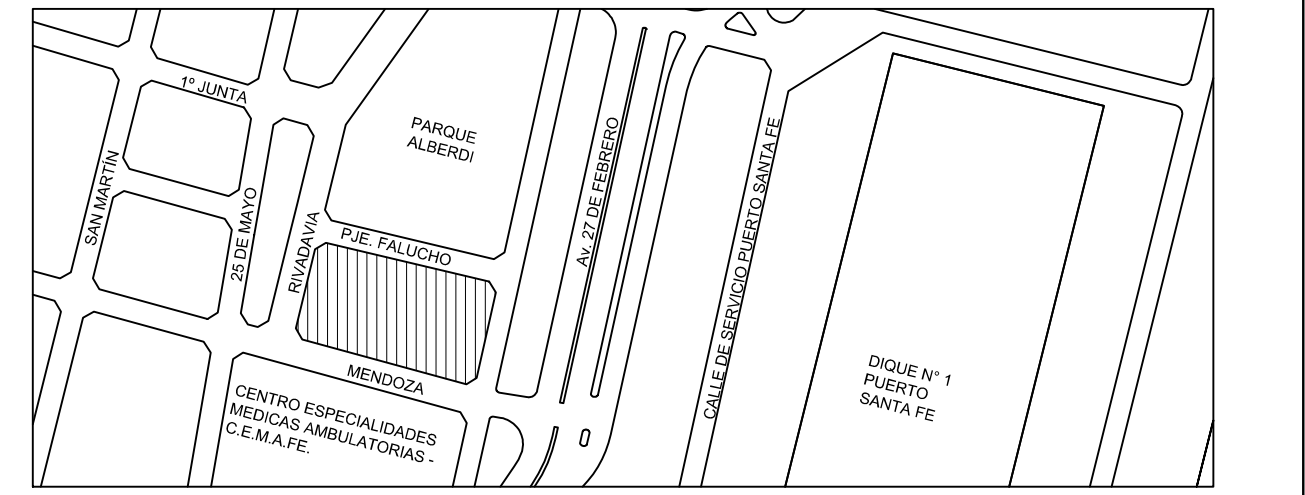 1º JUNTA
PARQUE
ALBERDI
SAN MARTÍN
25 DE MAYO
RIVADAVIA
PJE. FALUCHO
Av. 27 DE FEBRERO
CALLE DE SERVICIO PUERTO SANTA FE
MENDOZA
DIQUE N° 1
PUERTO
SANTA FE
CENTRO ESPECIALIDADES
MEDICAS AMBULATORIAS -
C.E.M.A.FE.